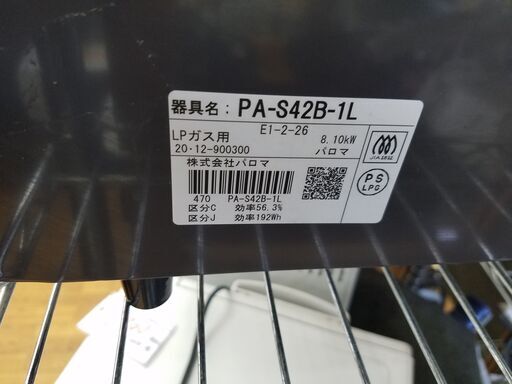 器具名: PA-S42B-1L
E1-2-26
LPガス用 8.10kW
20・12-900300 パロマ
株式会社パロマ
470 PA-S42B-1L
区分C 効率56.3%
区分J 効率192Wh
PS
LPG